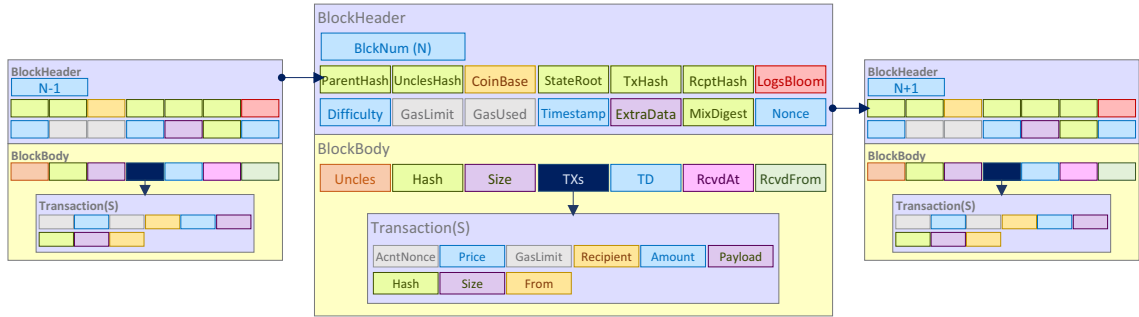 BlockHeader
N-1
BlockBody
Transaction(S)
BlockHeader
BlckNum (N)
ParentHash UnclesHash CoinBase StateRoot TxHash RcptHash LogsBloom
Difficulty GasLimit GasUsed Timestamp ExtraData MixDigest Nonce
BlockBody
Uncles Hash Size TXs TD RcvdAt RcvdFrom
Transaction(S)
AcntNonce Price GasLimit Recipient Amount Payload
Hash Size From
BlockHeader
N+1
BlockBody
Transaction(S)